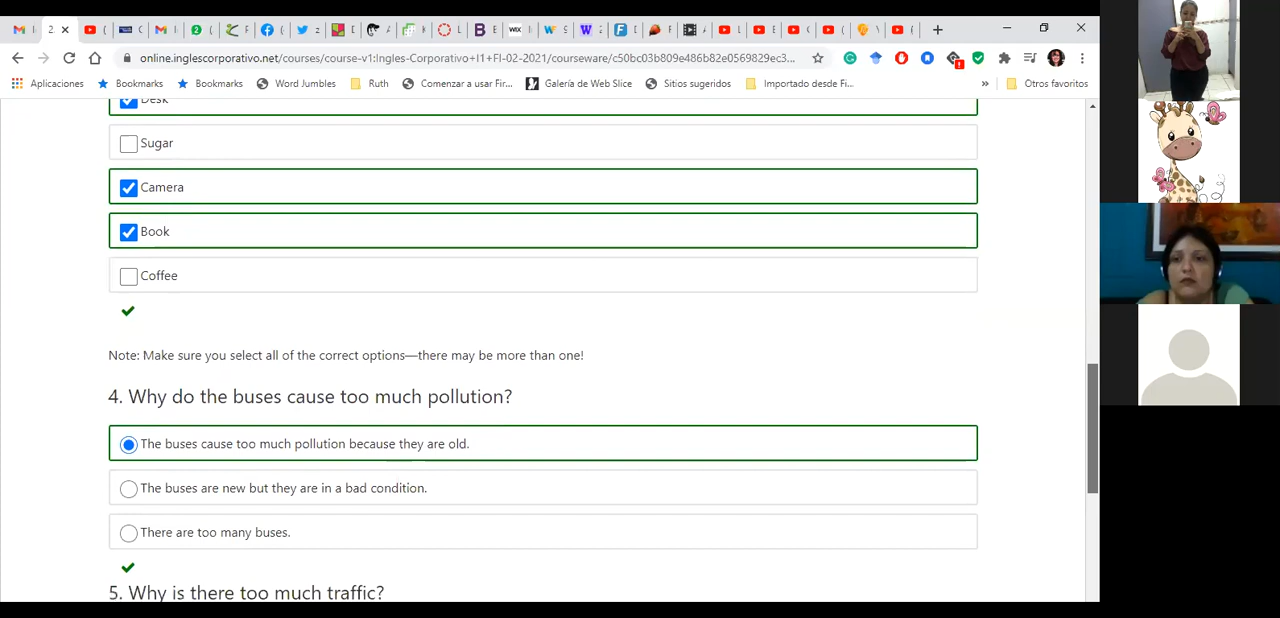 online.inglescorporativo.net/courses/course-v1:Ingles-Corporativo+I1+FI-02-2021/courseware/c50bc03b809e486b82e0569829ec3...
Aplicaciones Bookmarks Bookmarks Word Jumbles Ruth Comenzar a usar Fir... Galería de Web Slice Sitios sugeridos Importado desde Fi... » Otros favoritos
Desk
Sugar
Camera
Book
Coffee
Note: Make sure you select all of the correct options—there may be more than one!
4. Why do the buses cause too much pollution?
The buses cause too much pollution because they are old.
The buses are new but they are in a bad condition.
There are too many buses.
5. Why is there too much traffic?